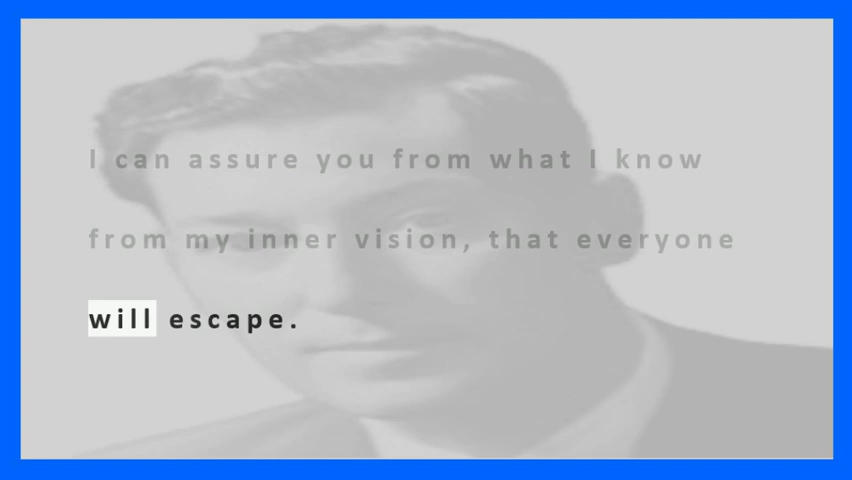 I can assure you from what I know
from my inner vision, that everyone
will escape.